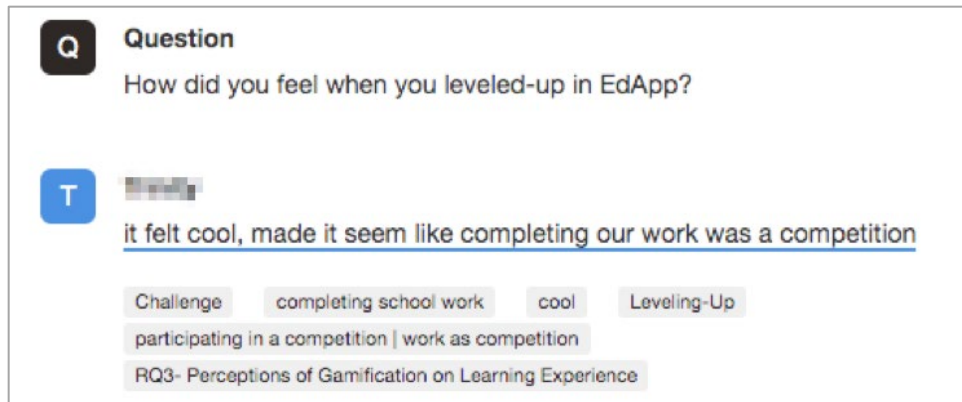 Q
Question
How did you feel when you leveled-up in EdApp?
T
it felt cool, made it seem like completing our work was a competition
Challenge completing school work cool Leveling-Up
participating in a competition | work as competition
RQ3- Perceptions of Gamification on Learning Experience